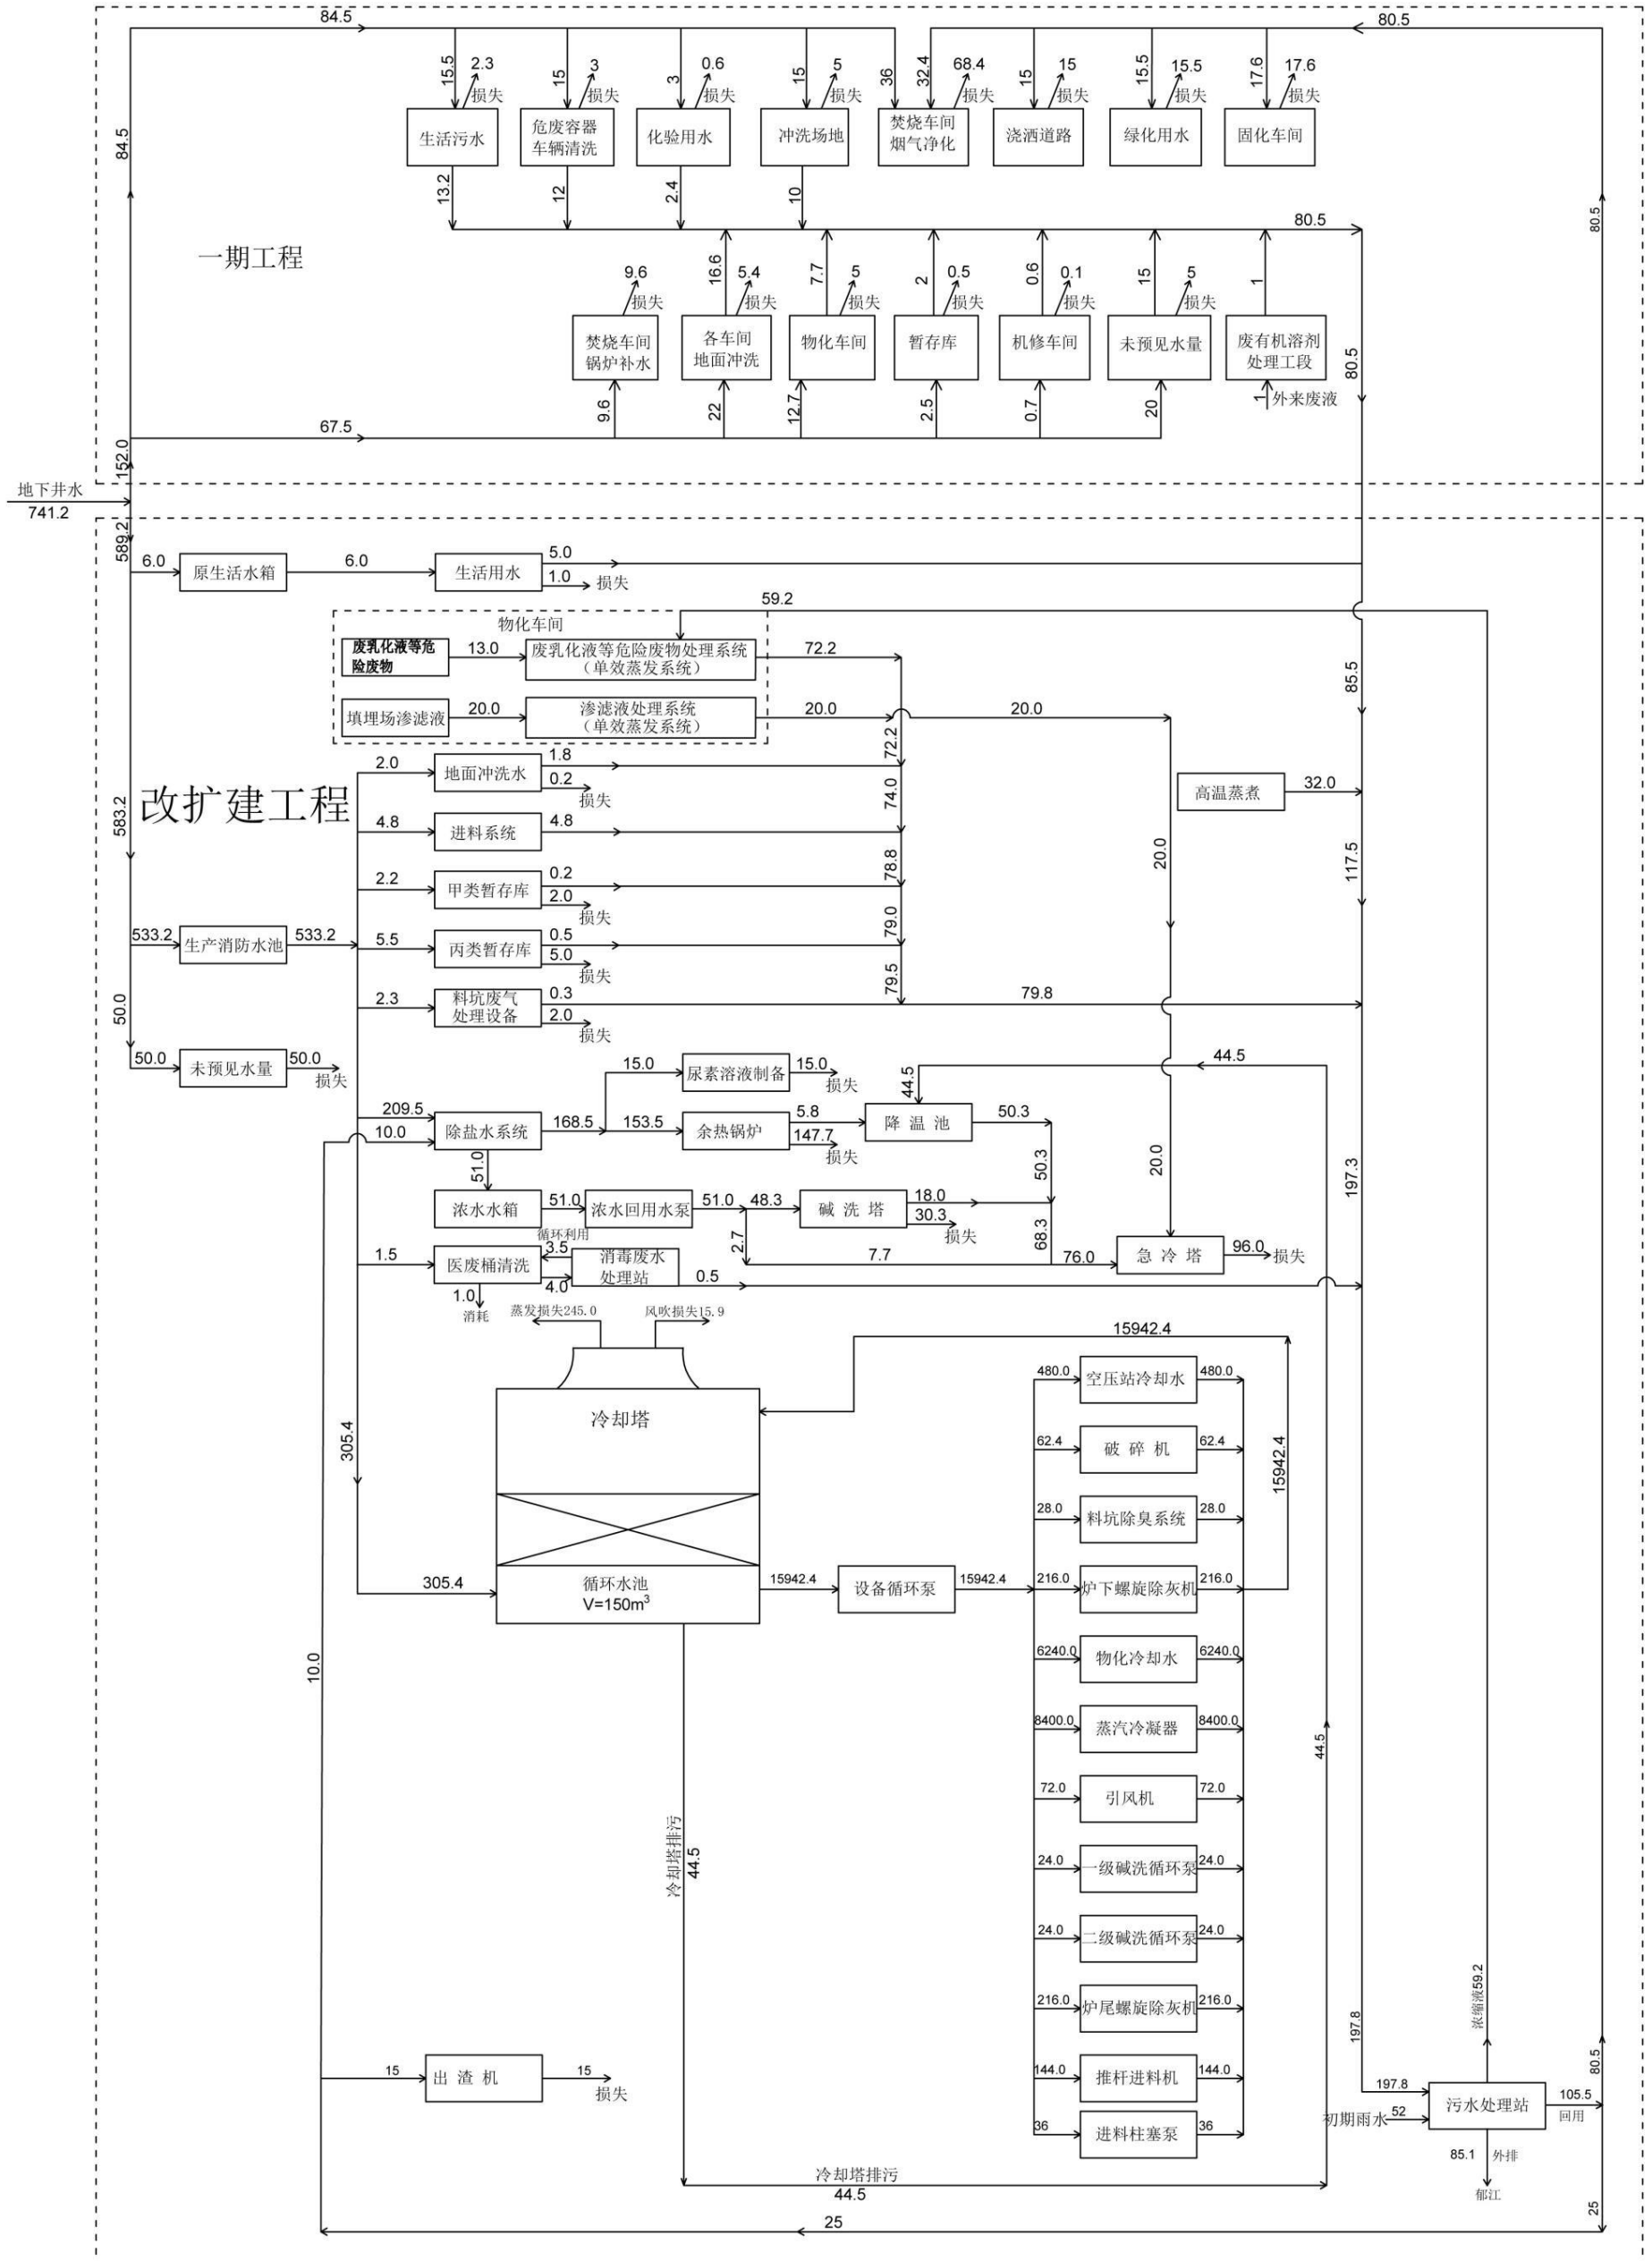 84.5
80.5
15.5
2.3
损失
15
3
损失
3
0.6
损失
15
5
损失
36
32.4
68.4
损失
15
15
损失
15.5
15.5
损失
17.6
17.6
损失
84.5
生活污水
危废容器
车辆清洗
化验用水
冲洗场地
焚烧车间
烟气净化
浇洒道路
绿化用水
固化车间
13.2
12
2.4
10
80.5
80.5
一期工程
9.6
损失
16.6
5.4
损失
7.7
5
损失
2
0.5
损失
0.6
0.1
损失
15
5
损失
1
焚烧车间
锅炉补水
各车间
地面冲洗
物化车间
暂存库
机修车间
未预见水量
废有机溶剂
处理工段
80.5
9.6
22
12.7
2.5
0.7
20
1
外来废液
67.5
152.0
地下井水
741.2
589.2
6.0
原生活水箱
6.0
生活用水
5.0
1.0
损失
59.2
物化车间
废乳化液等危
险废物
13.0
废乳化液等危险废物处理系统
(单效蒸发系统)
72.2
85.5
填埋场渗滤液
20.0
渗滤液处理系统
(单效蒸发系统)
20.0
20.0
72.2
改扩建工程
583.2
2.0
地面冲洗水
1.8
0.2
损失
74.0
高温蒸煮
32.0
4.8
进料系统
4.8
78.8
20.0
117.5
2.2
甲类暂存库
0.2
2.0
损失
79.0
533.2
生产消防水池
533.2
5.5
丙类暂存库
0.5
5.0
损失
79.5
50.0
2.3
料坑废气
处理设备
0.3
2.0
损失
79.8
50.0
未预见水量
50.0
损失
15.0
尿素溶液制备
15.0
损失
44.5
44.5
209.5
10.0
除盐水系统
168.5
153.5
余热锅炉
5.8
147.7
损失
降温池
50.3
51.0
50.3
20.0
197.3
浓水水箱
51.0
浓水回用水泵
51.0
48.3
碱洗塔
18.0
30.3
损失
循环利用
2.7
68.3
1.5
医废桶清洗
3.5
4.0
消毒废水
处理站
0.5
7.7
76.0
急冷塔
96.0
损失
1.0
消耗
蒸发损失245.0
风吹损失15.9
15942.4
冷却塔
305.4
15942.4
480.0
空压站冷却水
480.0
62.4
破碎机
62.4
28.0
料坑除臭系统
28.0
305.4
循环水池
V=150m³
15942.4
设备循环泵
15942.4
216.0
炉下螺旋除灰机
216.0
6240.0
物化冷却水
6240.0
10.0
8400.0
蒸汽冷凝器
8400.0
44.5
72.0
引风机
72.0
冷却塔排污
44.5
24.0
一级碱洗循环泵
24.0
24.0
二级碱洗循环泵
24.0
浓缩液59.2
216.0
炉尾螺旋除灰机
216.0
197.8
80.5
15
出渣机
15
损失
144.0
推杆进料机
144.0
36
进料柱塞泵
36
197.8
初期雨水
52
污水处理站
105.5
回用
85.1
外排
郁江
冷却塔排污
44.5
25
25